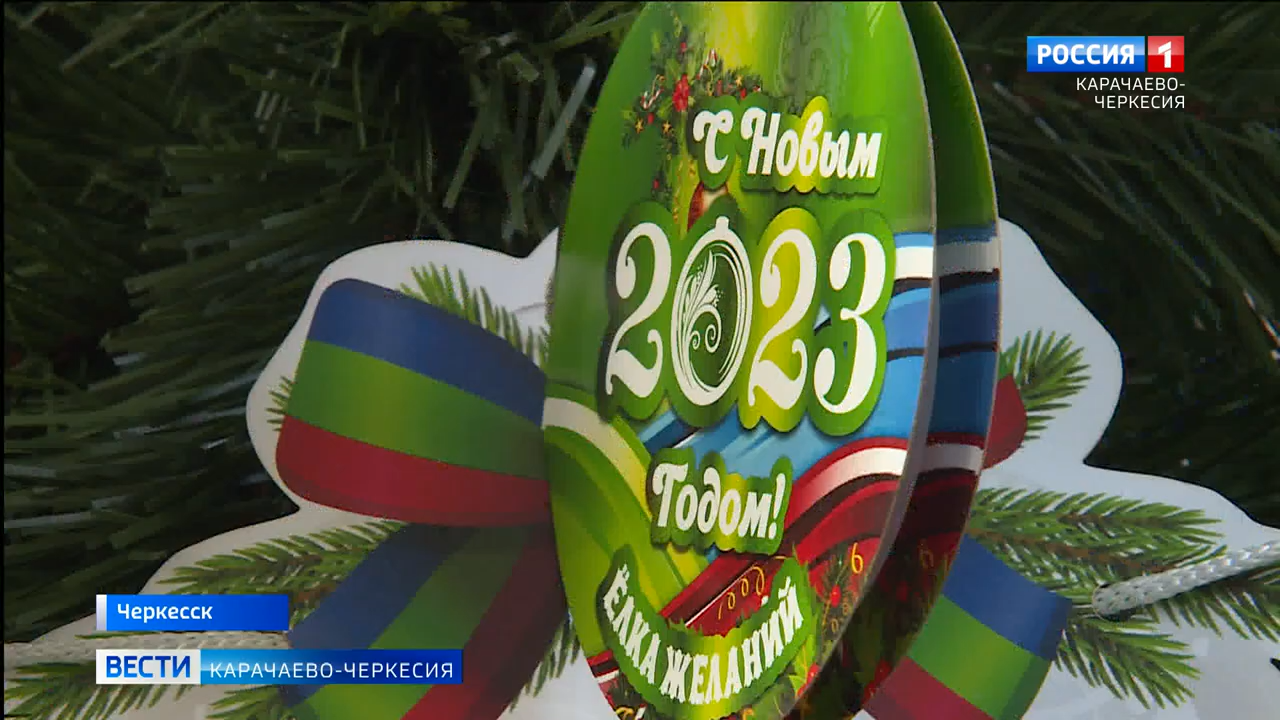 РОССИЯ 1
КАРАЧАЕВО-
ЧЕРКЕСИЯ
С Новым
2023
Годом!
ЁЛКА ЖЕЛАНИЙ
Черкесск
ВЕСТИ КАРАЧАЕВО-ЧЕРКЕСИЯ